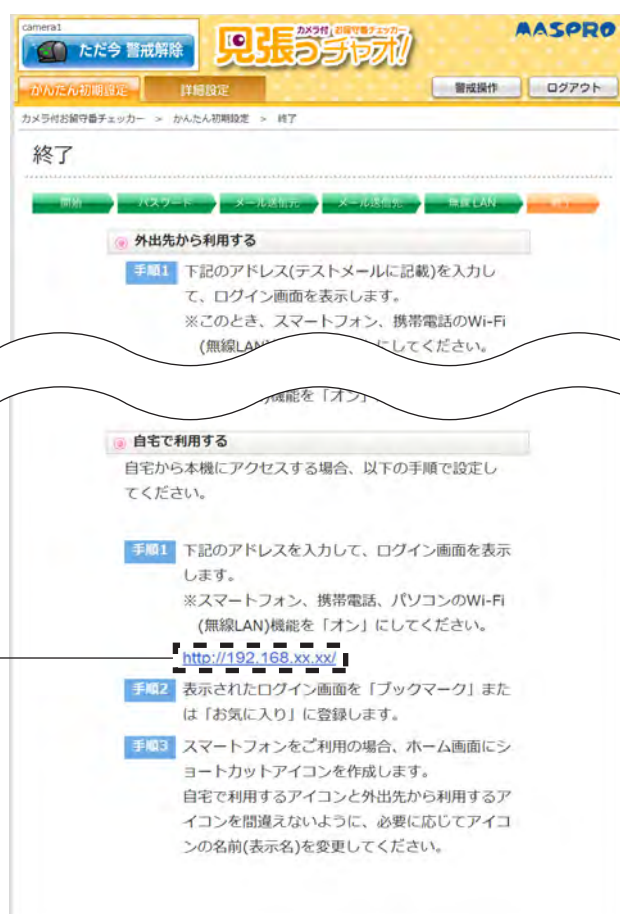 camera1
ただ今 警戒解除
カメラ付 お留守番チェッカー
見張っちゃお!
MASPRO
かんたん初期設定
詳細設定
警戒操作
ログアウト
カメラ付お留守番チェッカー > かんたん初期設定 > 終了
終了
開始
パスワード
メール送信元
メール送信先
無線LAN
終了
外出先から利用する
手順1 下記のアドレス(テストメールに記載)を入力し
て、ログイン画面を表示します。
※このとき、スマートフォン、携帯電話のWi-Fi
(無線LAN)
にしてください。
機能を「オン」
自宅で利用する
自宅から本機にアクセスする場合、以下の手順で設定し
てください。
手順1 下記のアドレスを入力して、ログイン画面を表示
します。
※スマートフォン、携帯電話、パソコンのWi-Fi
(無線LAN)機能を「オン」にしてください。
http://192.168.xx.xx/
手順2 表示されたログイン画面を「ブックマーク」また
は「お気に入り」に登録します。
手順3 スマートフォンをご利用の場合、ホーム画面にシ
ョートカットアイコンを作成します。
自宅で利用するアイコンと外出先から利用するア
イコンを間違えないように、必要に応じてアイコ
ンの名前(表示名)を変更してください。